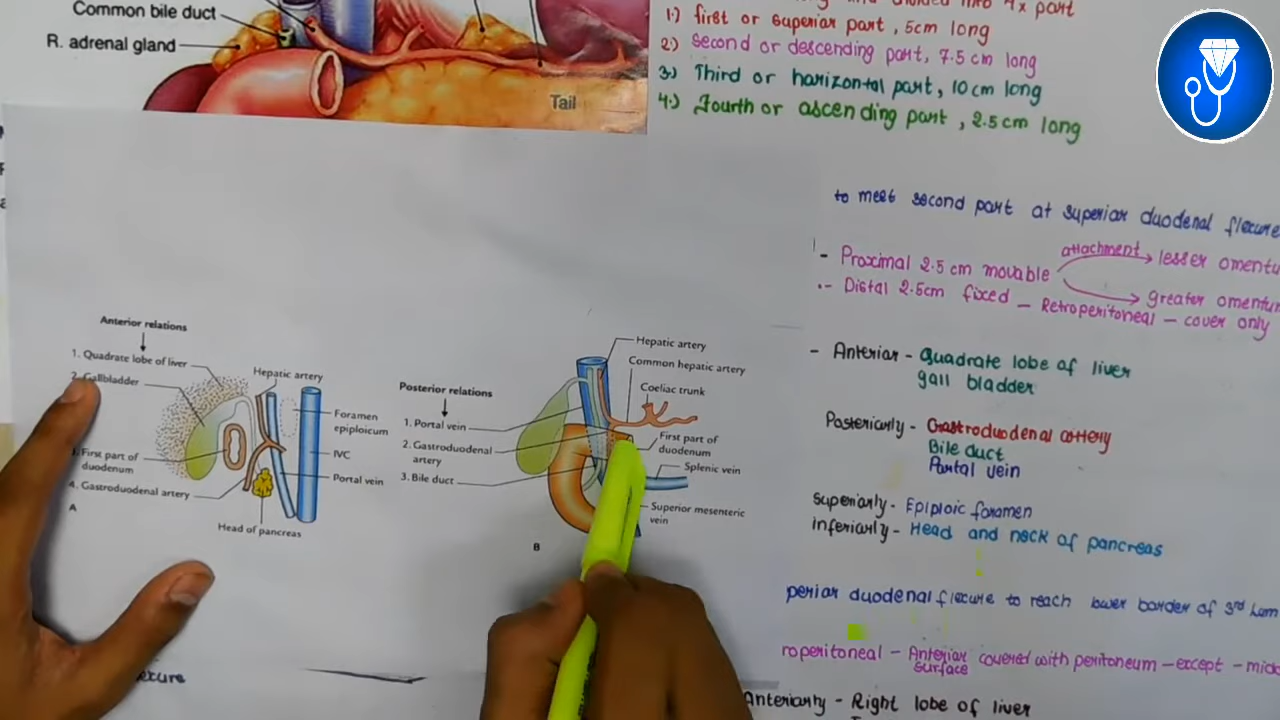 Common bile duct
R. adrenal gland
Tail
4x part
1.) first or superior part, 5cm long
2.) Second or descending part, 7.5 cm long
3.) Third or horizontal part, 10 cm long
4.) Fourth or ascending part, 2.5 cm long
to meet second part at superior duodenal flexure
- Proximal 2.5 cm movable
attachment
lesser
greater
- Distal 2.5cm fixed - Retroperitoneal - cover only
- Anterior - Quadrate lobe of liver
gall bladder
Posteriorly - Gastroduodenal artery
Bile duct
Portal vein
Superiorly - Epiploic foramen
inferiorly - Head and neck of pancreas
duodenal flexure to reach lower border of 3rd
- Anterior surface covered with peritoneum - except -
Anteriorly - Right lobe of liver
Anterior relations
1. Quadrate lobe of liver
2. Gallbladder
Hepatic artery
Foramen
epiploicum
IVC
Portal vein
First part of
duodenum
4. Gastroduodenal artery
Head of pancreas
A
Posterior relations
1. Portal vein
2. Gastroduodenal
artery
3. Bile duct
Hepatic artery
Common hepatic artery
Coeliac trunk
First part of
duodenum
Splenic vein
Superior mesenteric
vein
B